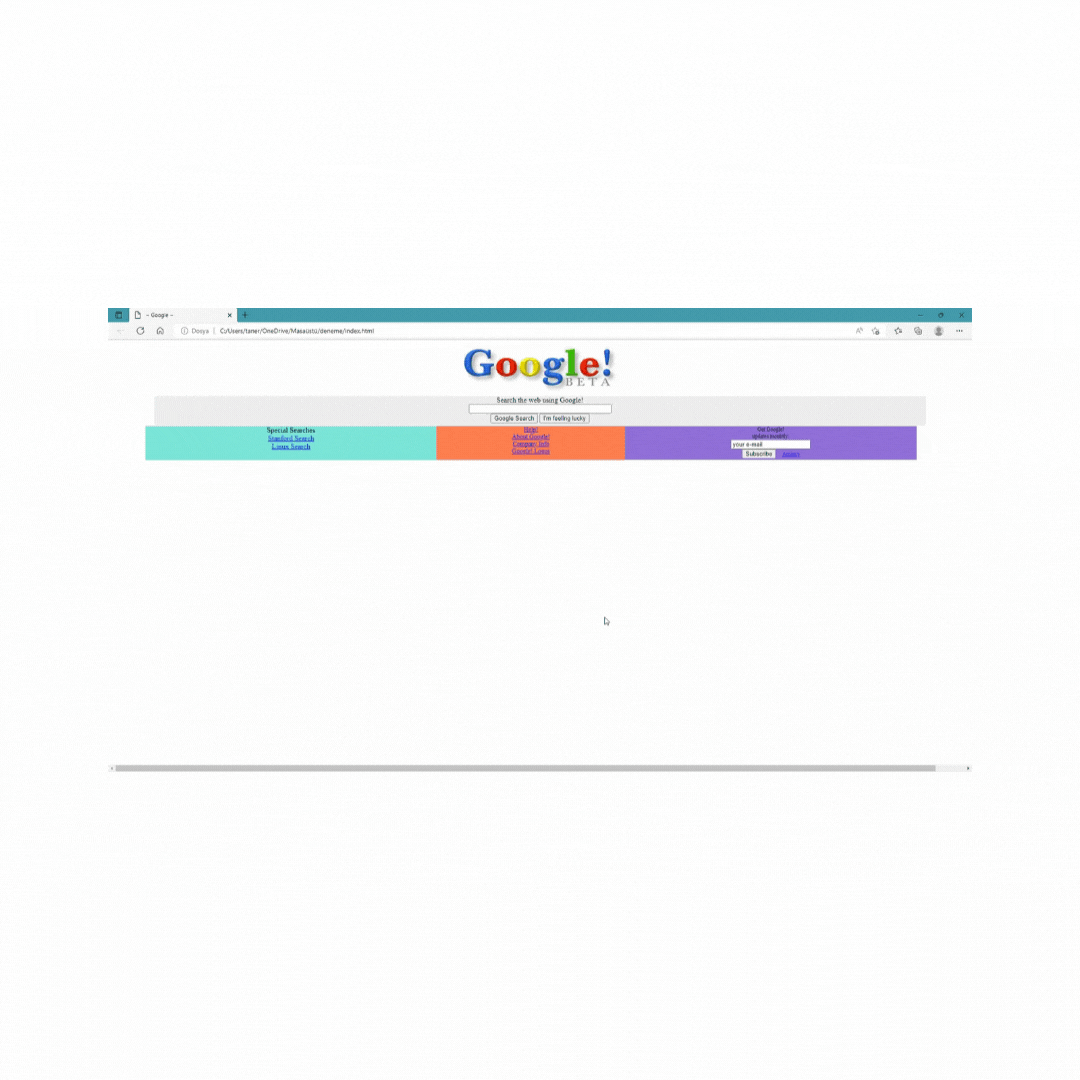 - Google -
Dosya | C:/Users/taner/OneDrive/Masaüstü/deneme/index.html
Google!
BETA
Search the web using Google!
Google Search I'm feeling lucky
Special Searches
Stanford Search
Linux Search
Help!
About Google!
Company Info
Google! Logos
Get Google!
updates monthly:
your e-mail
Subscribe Archive